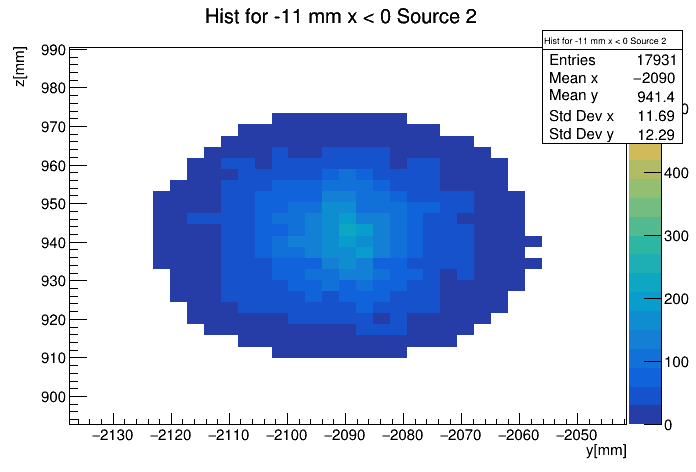 Hist for -11 mm x < 0 Source 2
z[mm]
990
980
970
960
950
940
930
920
910
900
Hist for -11 mm x < 0 Source 2
Entries 17931
Mean x −2090
Mean y 941.4
Std Dev x 11.69
Std Dev y 12.29
0
400
300
200
100
0
−2130 −2120 −2110 −2100 −2090 −2080 −2070 −2060 −2050
y[mm]